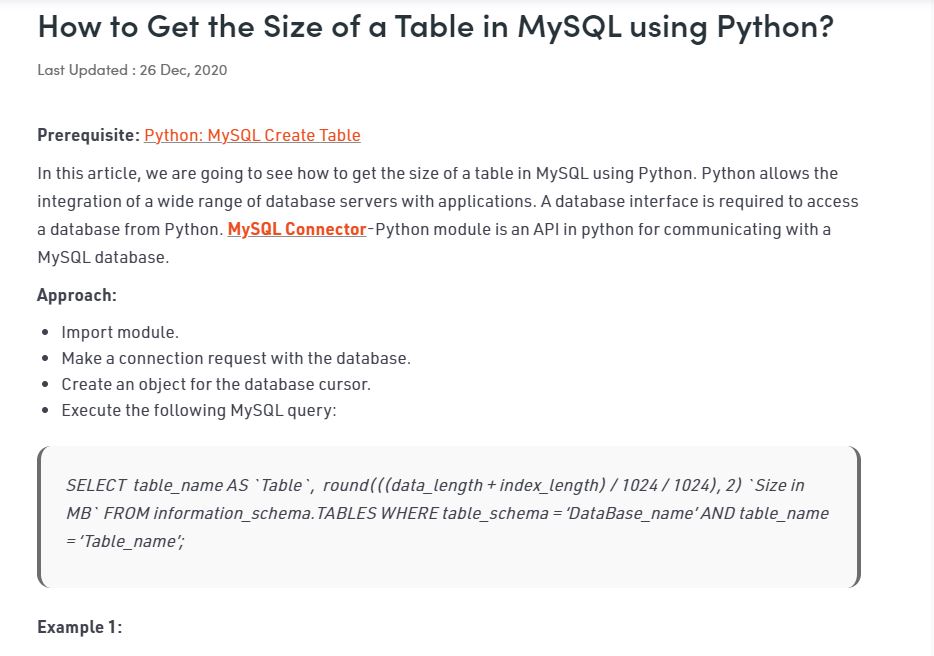 How to Get the Size of a Table in MySQL using Python?
Last Updated : 26 Dec, 2020
Prerequisite: Python: MySQL Create Table
In this article, we are going to see how to get the size of a table in MySQL using Python. Python allows the
integration of a wide range of database servers with applications. A database interface is required to access
a database from Python. MySQL Connector-Python module is an API in python for communicating with a
MySQL database.
Approach:
• Import module.
• Make a connection request with the database.
• Create an object for the database cursor.
• Execute the following MySQL query:
SELECT  table_name AS `Table`,  round(((data_length + index_length) / 1024 / 1024), 2) `Size in
MB` FROM information_schema.TABLES WHERE table_schema = ‘DataBase_name’ AND table_name
= ‘Table_name’;
Example 1: